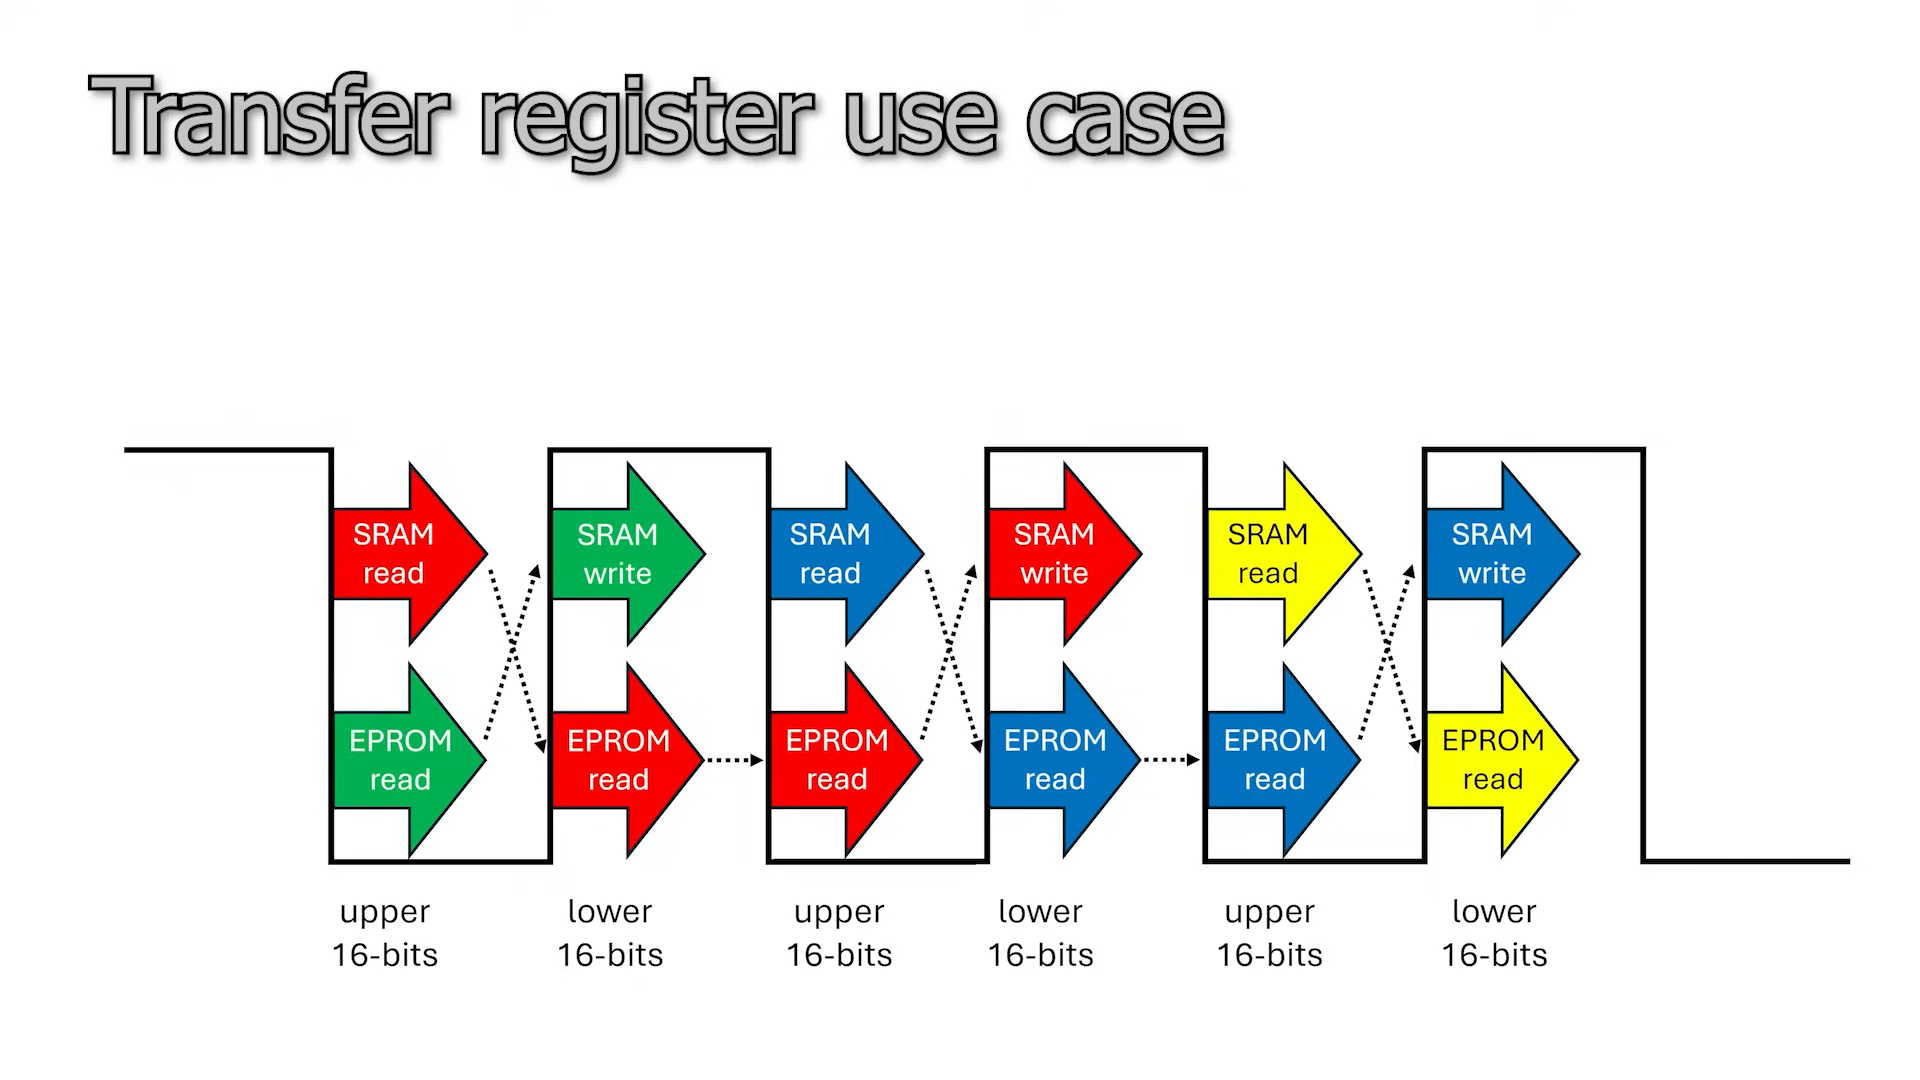 Transfer register use case
SRAM
read
SRAM
write
SRAM
read
SRAM
write
SRAM
read
SRAM
write
EPROM
read
EPROM
read
EPROM
read
EPROM
read
EPROM
read
EPROM
read
upper
16-bits
lower
16-bits
upper
16-bits
lower
16-bits
upper
16-bits
lower
16-bits